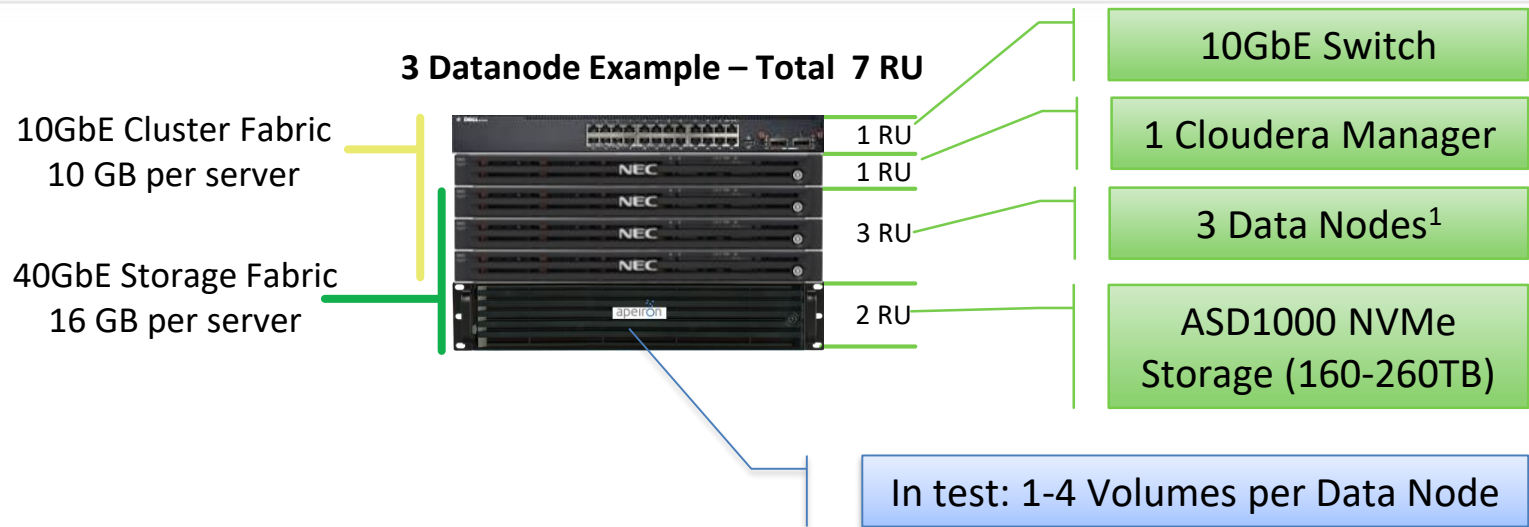 3 Datanode Example – Total 7 RU
10GbE Cluster Fabric
10 GB per server
40GbE Storage Fabric
16 GB per server
DELL
NEC
NEC
NEC
NEC
apeirōn
1 RU
1 RU
3 RU
2 RU
10GbE Switch
1 Cloudera Manager
3 Data Nodes¹
ASD1000 NVMe
Storage (160-260TB)
In test: 1-4 Volumes per Data Node